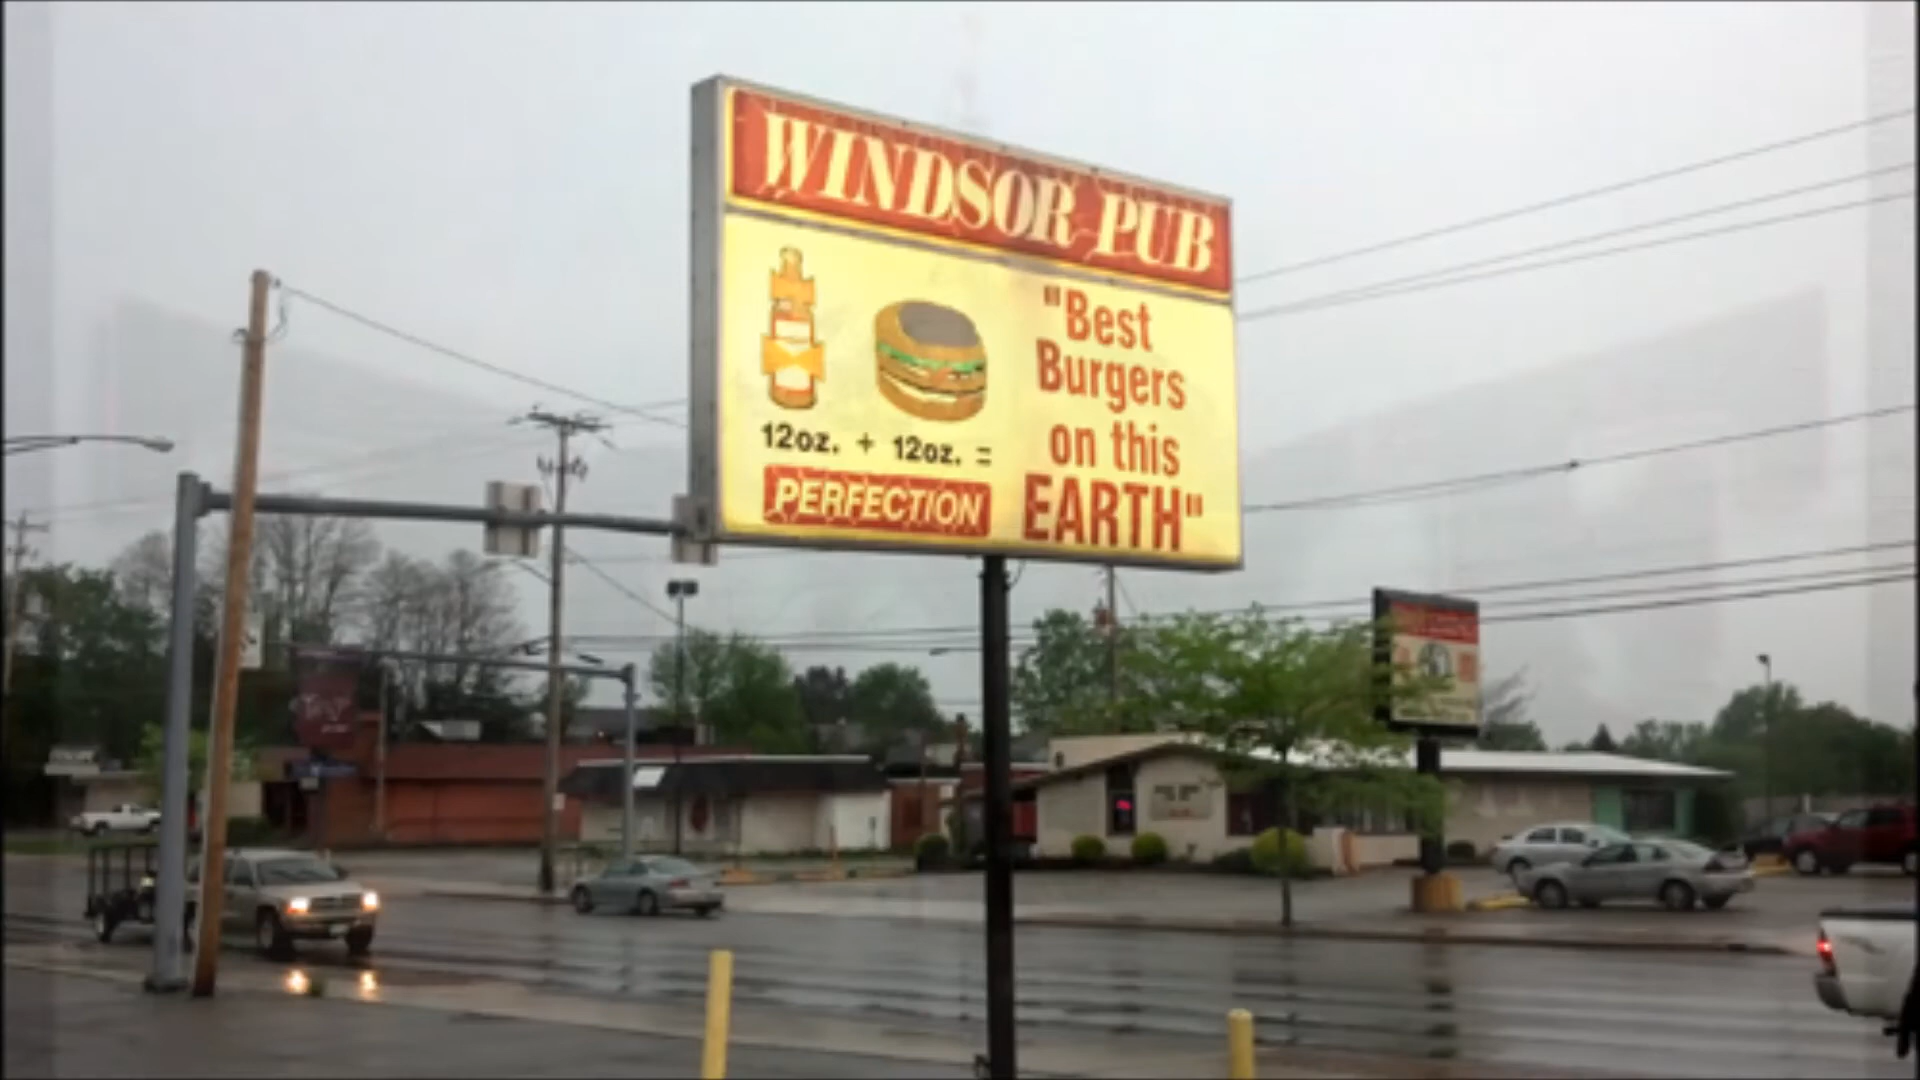 WINDSOR PUB
"Best
Burgers
on this
EARTH"
12oz. + 12oz. =
PERFECTION